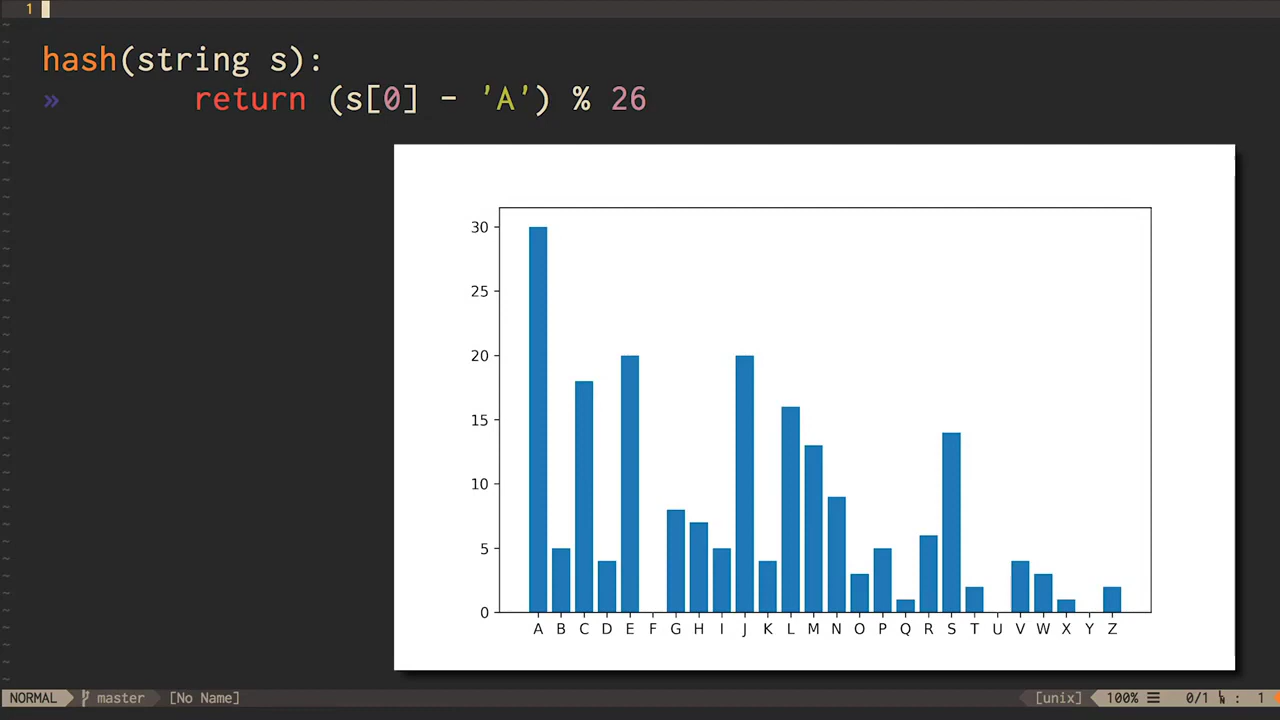 1
hash(string s):
» return (s[0] - 'A') % 26
30
25
20
15
10
5
0
A B C D E F G H I J K L M N O P Q R S T U V W X Y Z
NORMAL master [No Name] [unix] 100% ☰ 0/1 ㏑ : 1